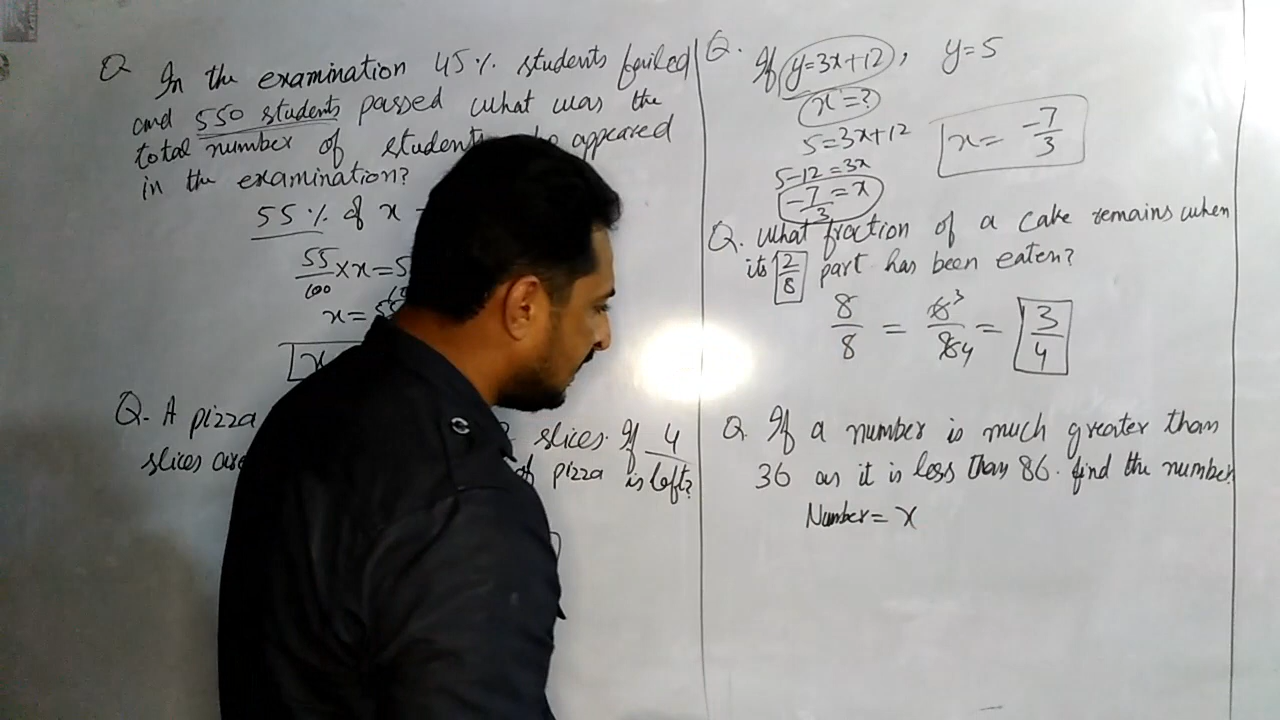 Q In the examination 45% students failed
and 550 students passed what was the
total number of students appeared
in the examination?
55% of x
55/100 × x = 5
x = 5
x
Q. A pizza slices. If 4
slices are of pizza is left?
Q. If y=3x+12, y=5
x=?
5=3x+12
5-12=3x
-7/3=x
x= -7/3
Q. What fraction of a cake remains when
its 2/8 part has been eaten?
8/8 = 6³/8 4 = 3/4
Q. If a number is much greater than
36 as it is less than 86. find the number.
Number= x